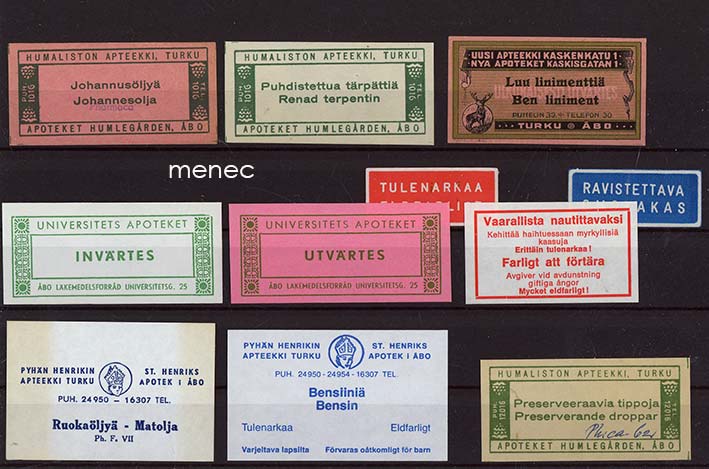 HUMALISTON APTEEKKI, TURKU
PUH. 1016
Johannusöljyä
Johannesolja
Pharmaca
TEL. 1016
APOTEKET HUMLEGÅRDEN, ÅBO
HUMALISTON APTEEKKI, TURKU
PUH. 1016
Puhdistettua tärpättiä
Renad terpentin
TEL. 1016
APOTEKET HUMLEGÅRDEN, ÅBO
UUSI APTEEKKI KASKENKATU 1
NYA APOTEKET KASKISGATAN 1
Luu linimenttiä
Ben liniment
PUHELIN 30 TELEFON 30
TURKU ÅBO
menec
TULENARKAA
RAVISTETTAVA
UNIVERSITETS APOTEKET
INVÄRTES
ÅBO LAKEMEDELSFORRÅD UNIVERSITETSG. 25
UNIVERSITETS APOTEKET
UTVÄRTES
ÅBO LAKEMEDELSFORRÅD UNIVERSITETSG. 25
Vaarallista nautittavaksi
Kehittää haihtuessaan myrkyllisiä
kaasuja
Erittäin tulenarkaa!
Farligt att förtära
Avgiver vid avdunstning
giftiga ångor
Mycket eldfarligt!
PYHÄN HENRIKIN ST. HENRIKS
APTEEKKI TURKU APOTEK i ÅBO
PUH. 24950 - 16307 TEL.
Ruokaöljyä - Matolja
Ph. F. VII
PYHÄN HENRIKIN ST. HENRIKS
APTEEKKI TURKU APOTEK i ÅBO
PUH. 24950 - 24954 - 16307 TEL.
Bensiiniä
Bensin
Tulenarkaa Eldfarligt
Varjeltava lapsilta Förvaras oåtkomligt för barn
HUMALISTON APTEEKKI, TURKU
PUH. 12016
Preserveeraavia tippoja
Preserverande droppar
TEL. 12016
APOTEKET HUMLEGÅRDEN, ÅBO